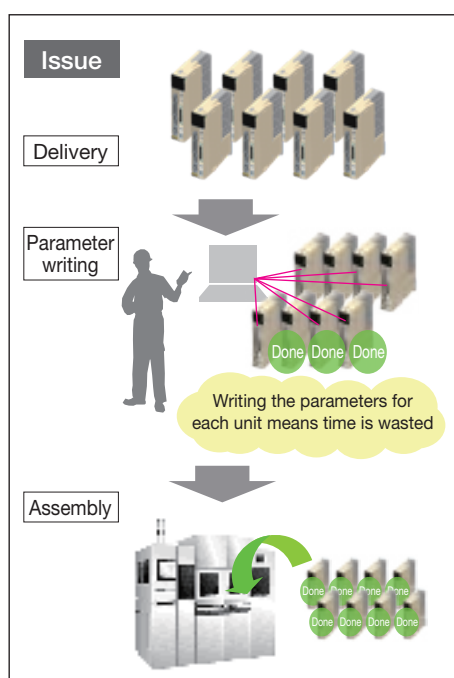 Issue
Delivery
Parameter
writing
Done Done Done
Writing the parameters for
each unit means time is wasted
Assembly
Done Done Done Done
Done Done Done Done